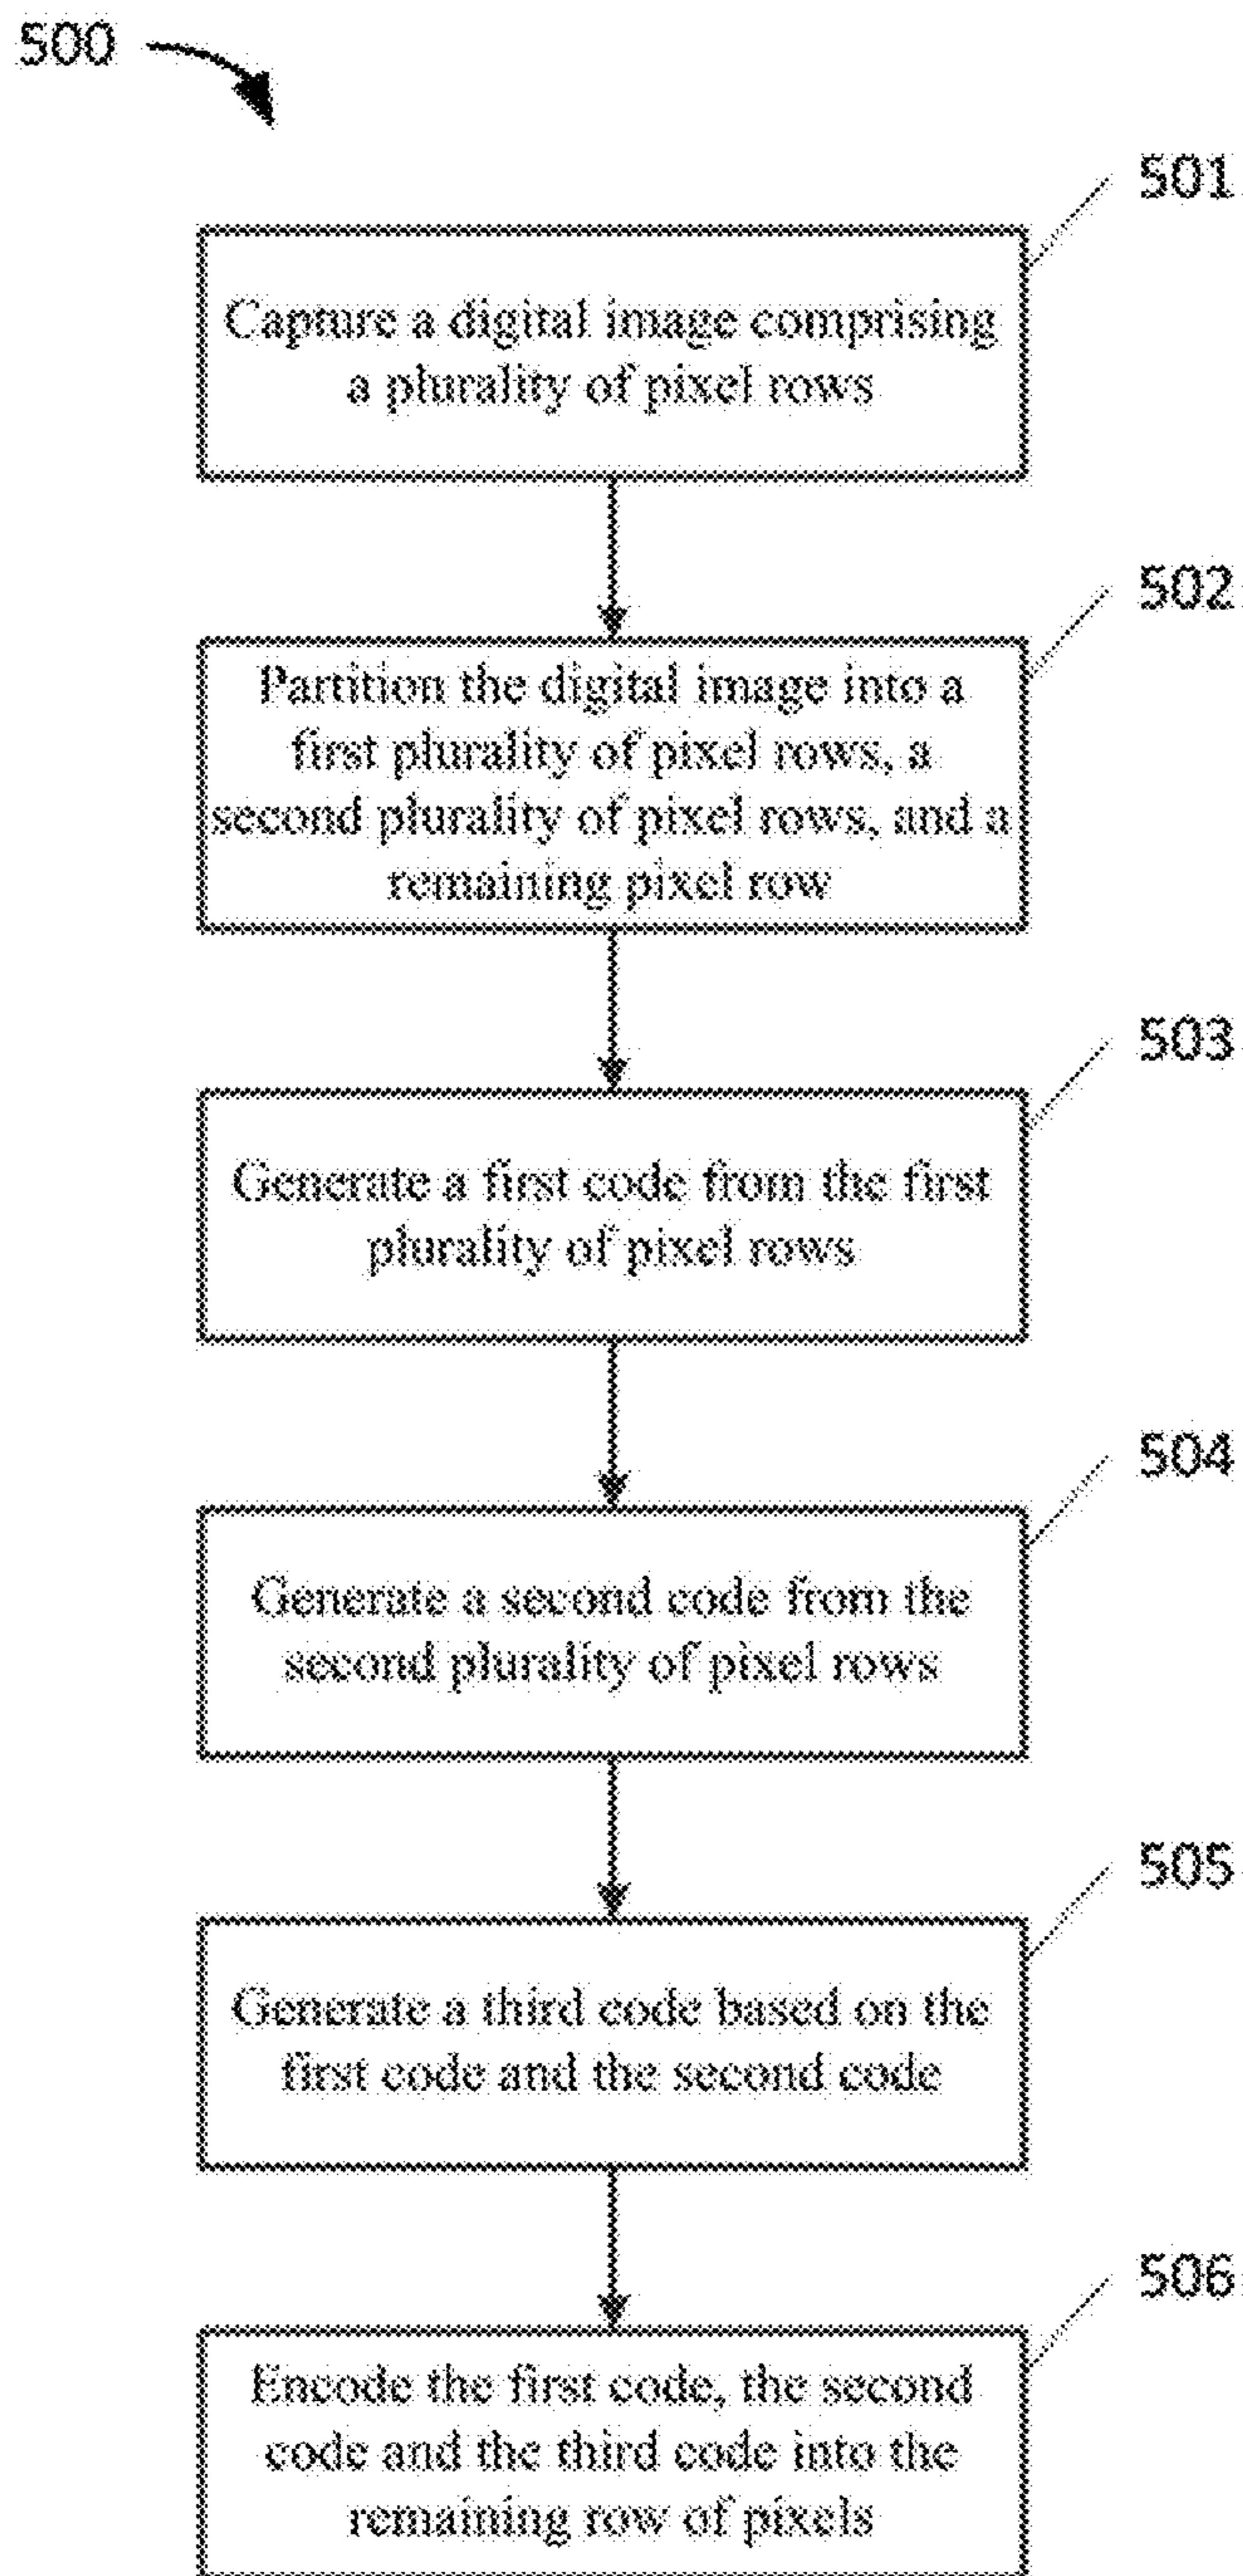 500
501
Capture a digital image comprising
a plurality of pixel rows
502
Partition the digital image into a
first plurality of pixel rows, a
second plurality of pixel rows, and a
remaining pixel row
503
Generate a first code from the first
plurality of pixel rows
504
Generate a second code from the
second plurality of pixel rows
505
Generate a third code based on the
first code and the second code
506
Encode the first code, the second
code and the third code into the
remaining row of pixels